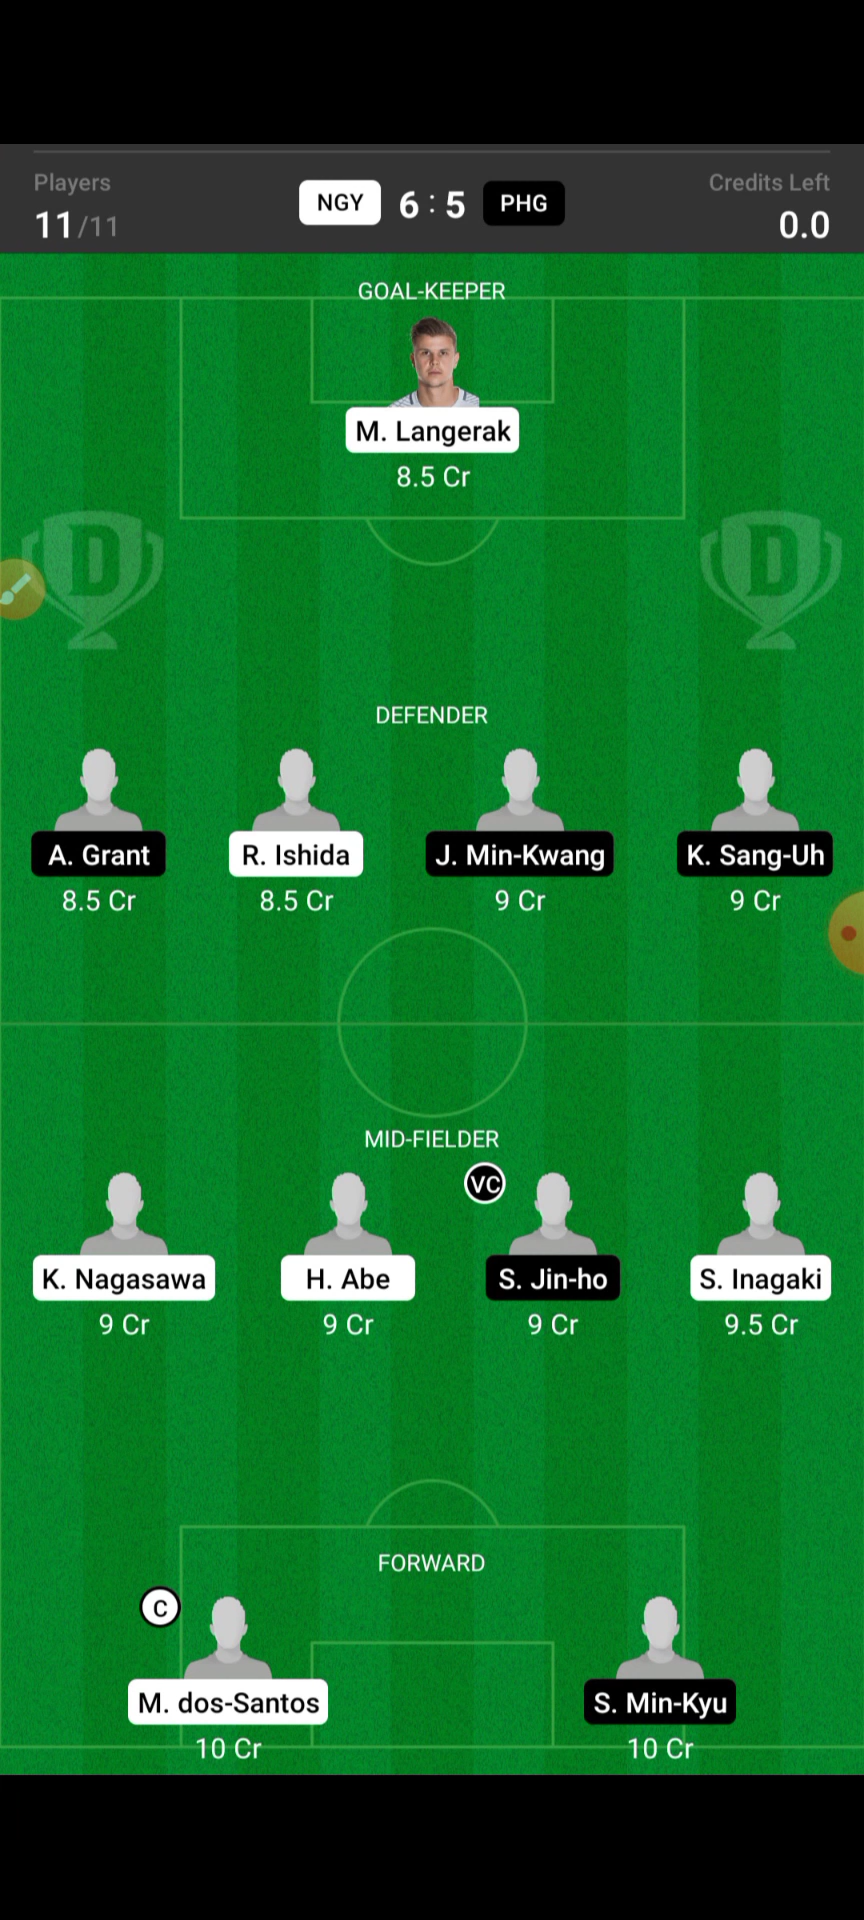 Players
11/11
NGY 6 : 5 PHG
Credits Left
0.0
GOAL-KEEPER
M. Langerak
8.5 Cr
D D
DEFENDER
A. Grant R. Ishida J. Min-Kwang K. Sang-Uh
8.5 Cr 8.5 Cr 9 Cr 9 Cr
MID-FIELDER
VC
K. Nagasawa H. Abe S. Jin-ho S. Inagaki
9 Cr 9 Cr 9 Cr 9.5 Cr
FORWARD
C
M. dos-Santos S. Min-Kyu
10 Cr 10 Cr